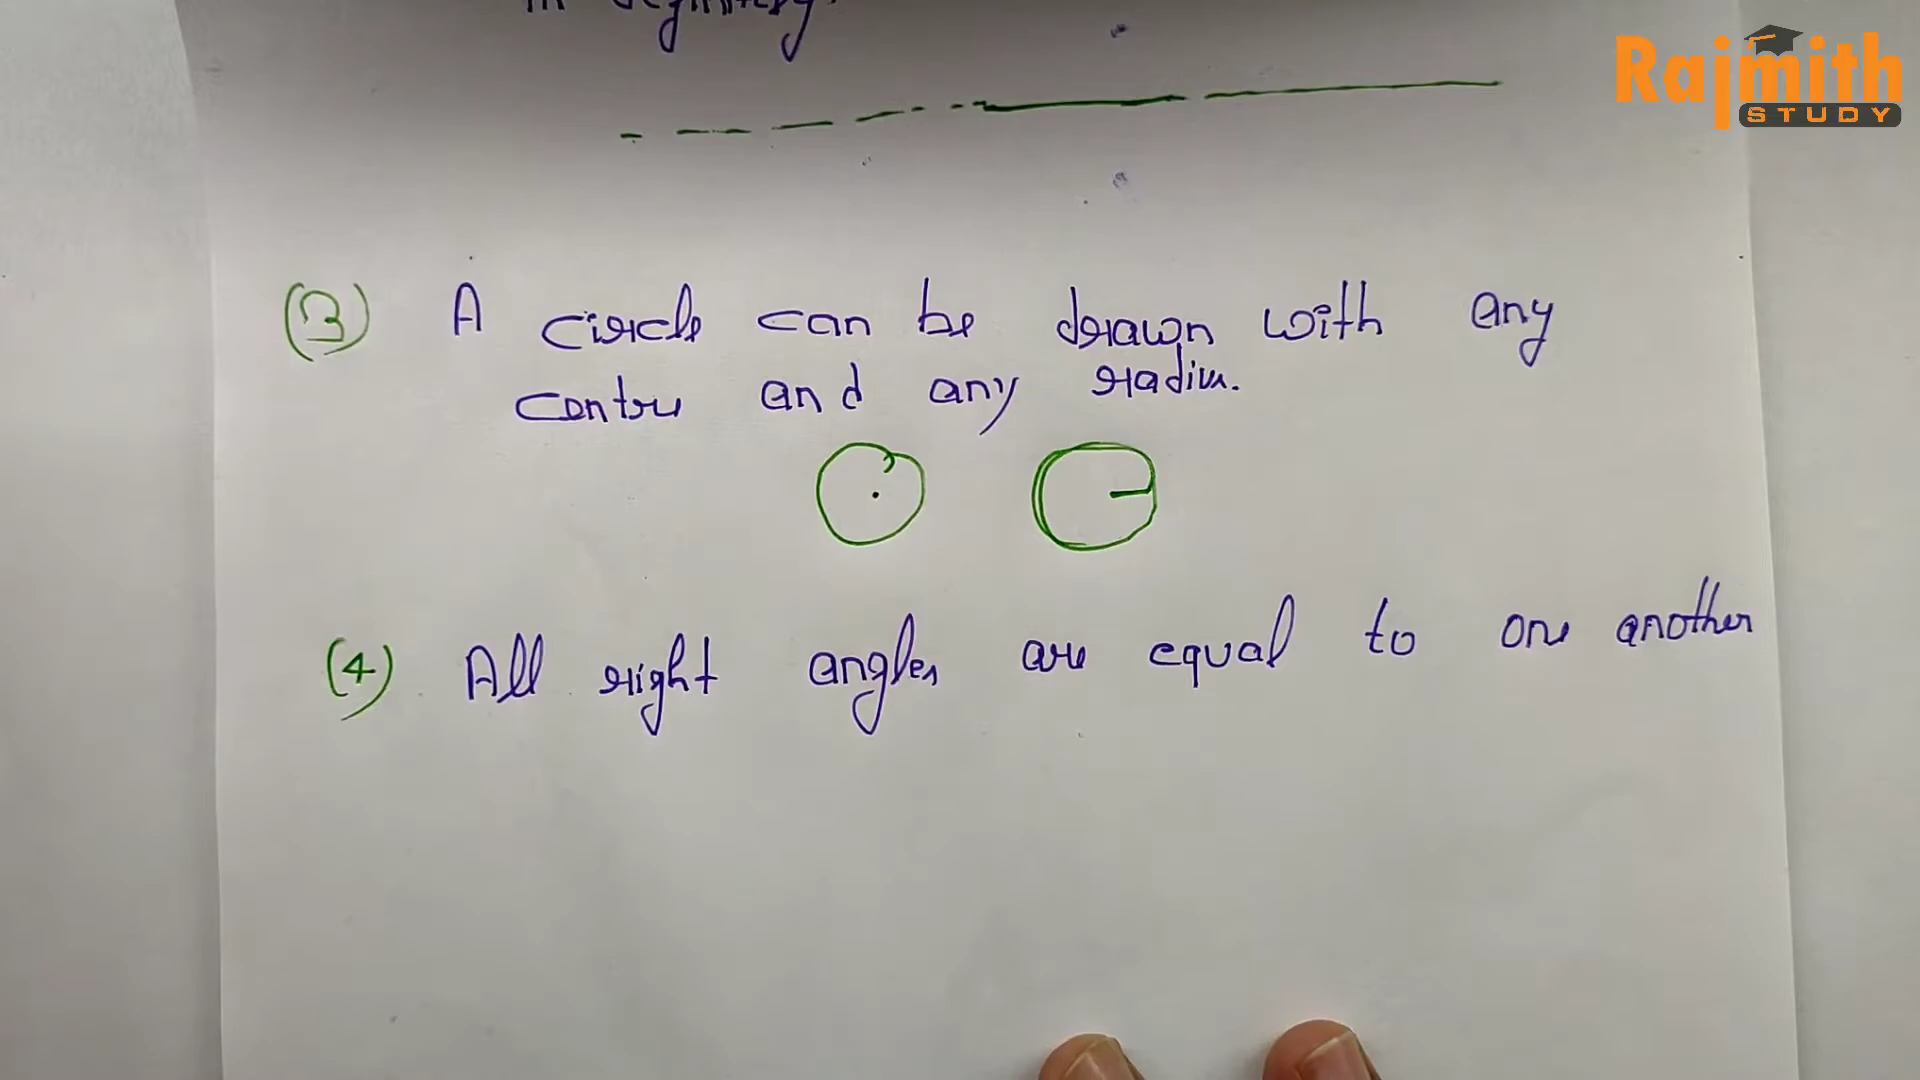 Rajmith
STUDY
(3) A circle can be drawn with any
centre and any radius.
(4) All right angles are equal to one another